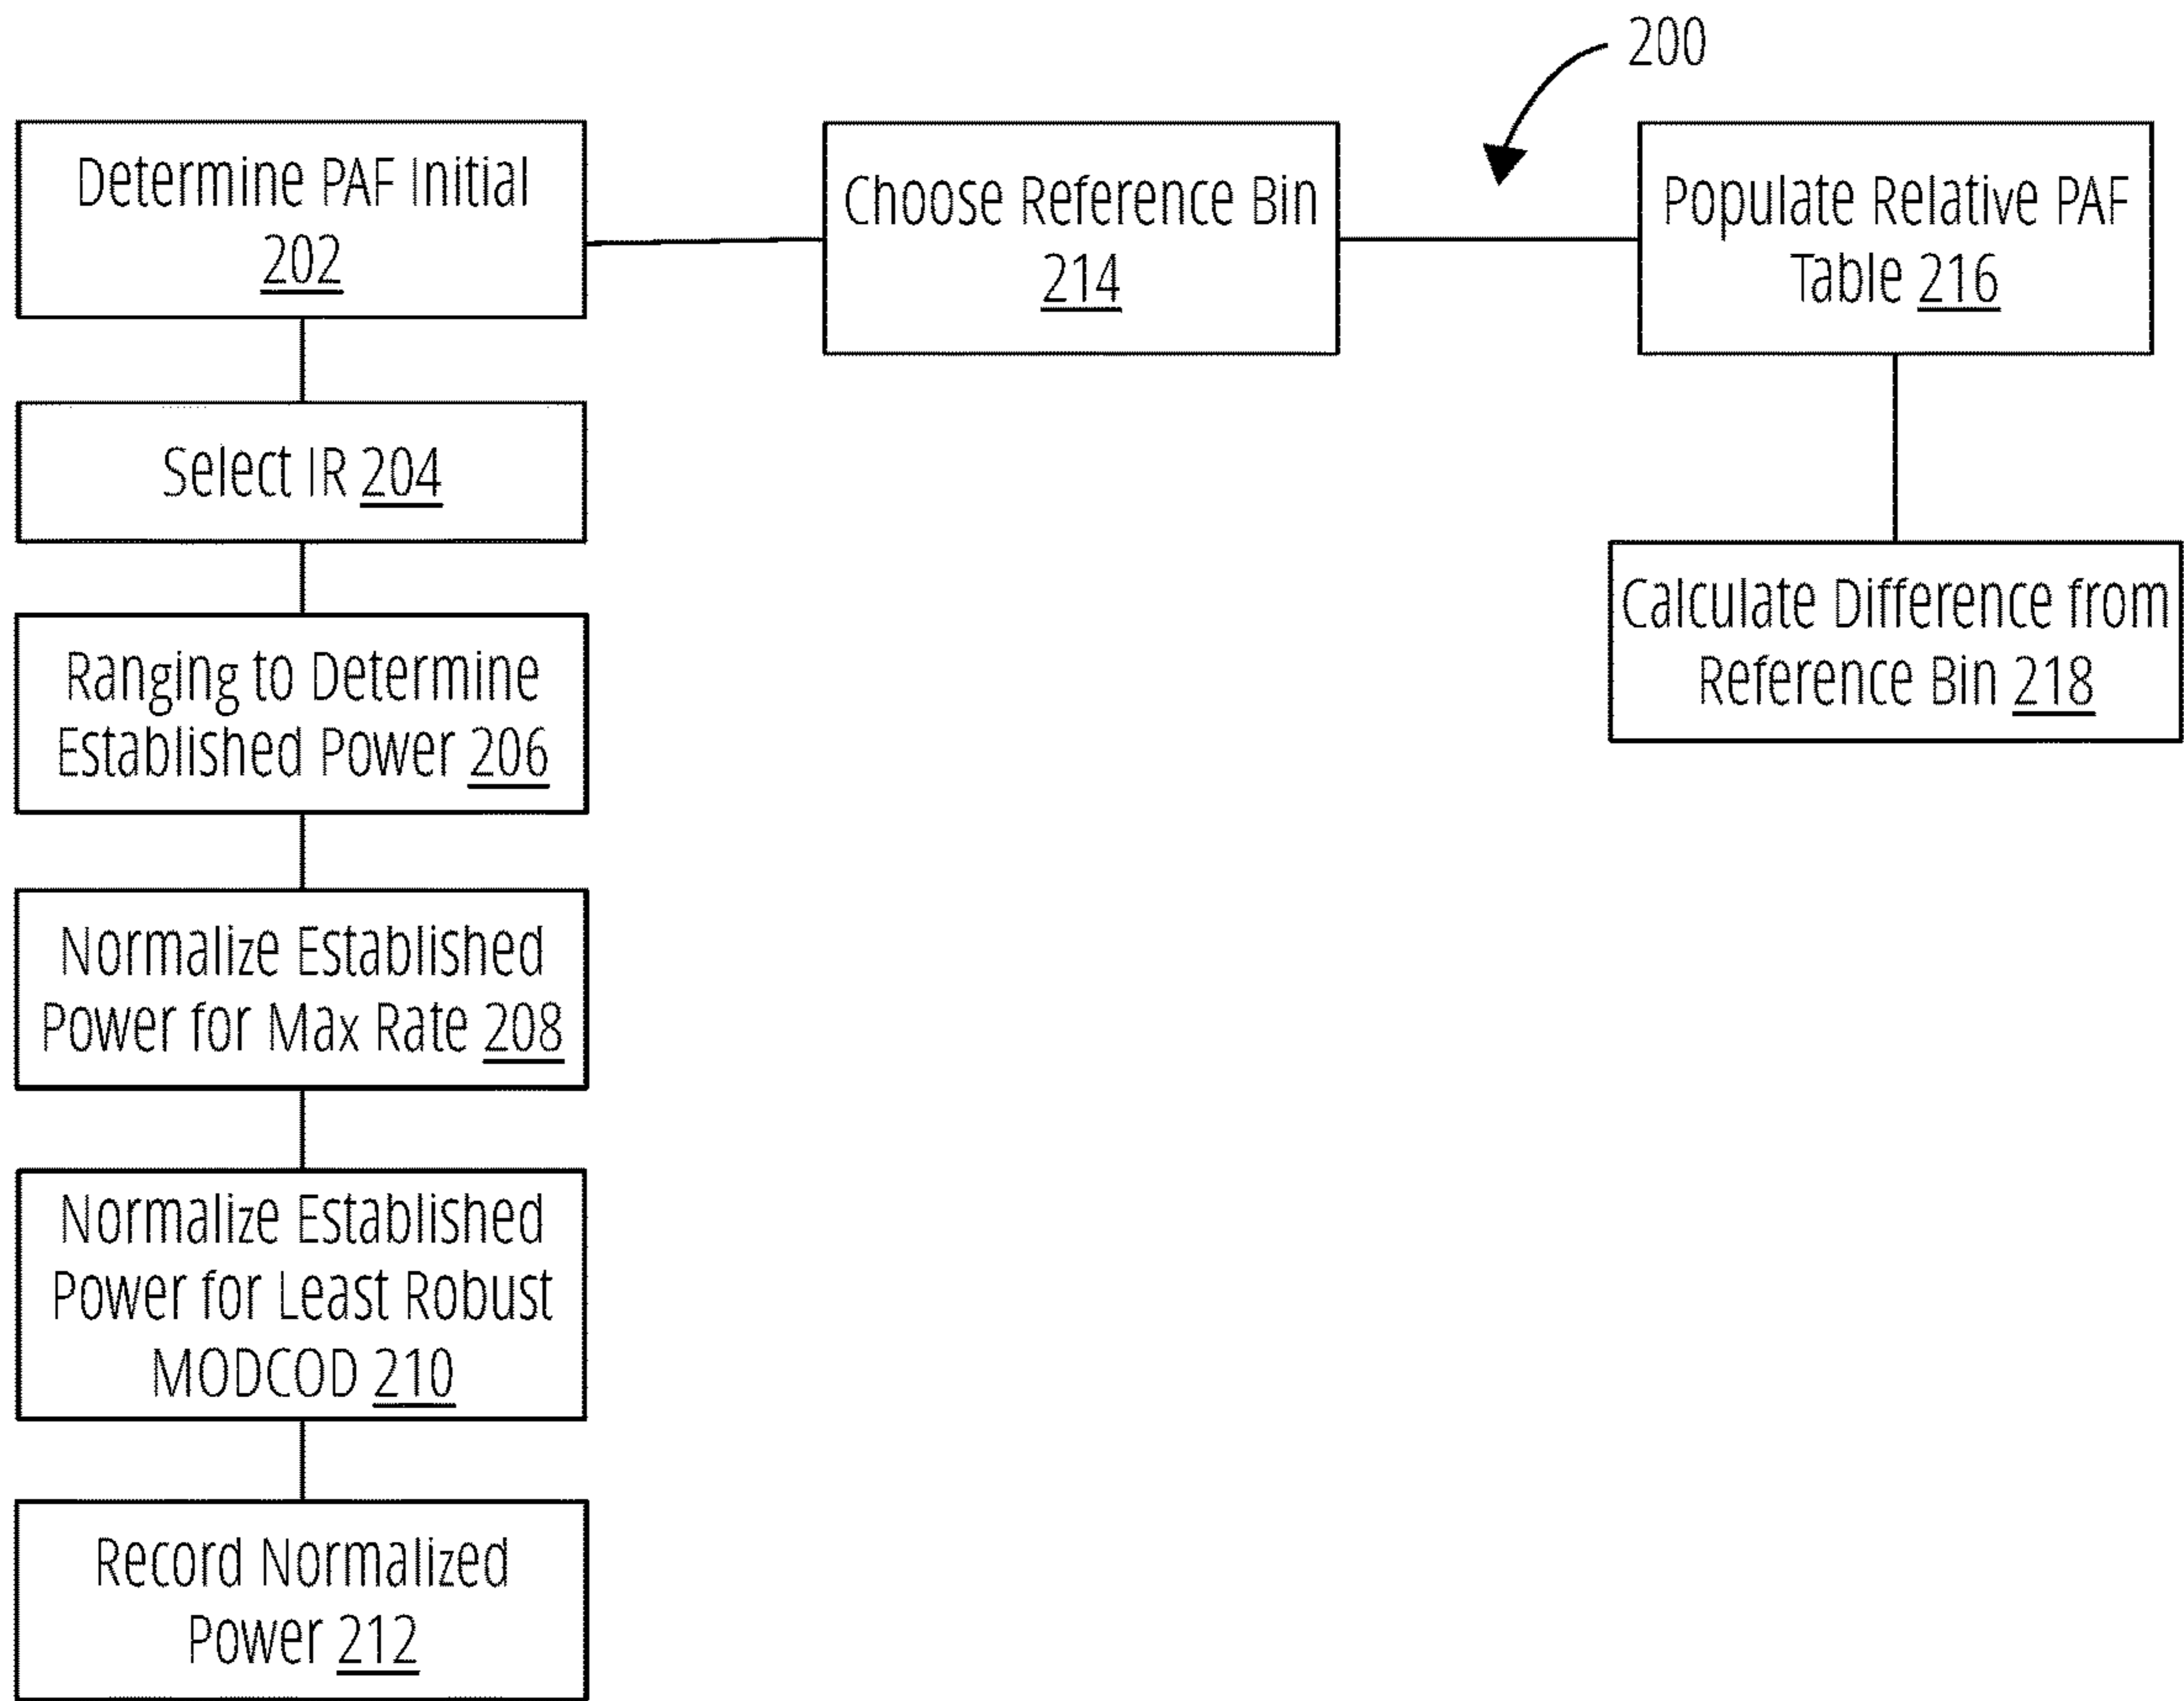 200
Determine PAF Initial
202
Choose Reference Bin
214
Populate Relative PAF
Table 216
Select IR 204
Ranging to Determine
Established Power 206
Calculate Difference from
Reference Bin 218
Normalize Established
Power for Max Rate 208
Normalize Established
Power for Least Robust
MODCOD 210
Record Normalized
Power 212